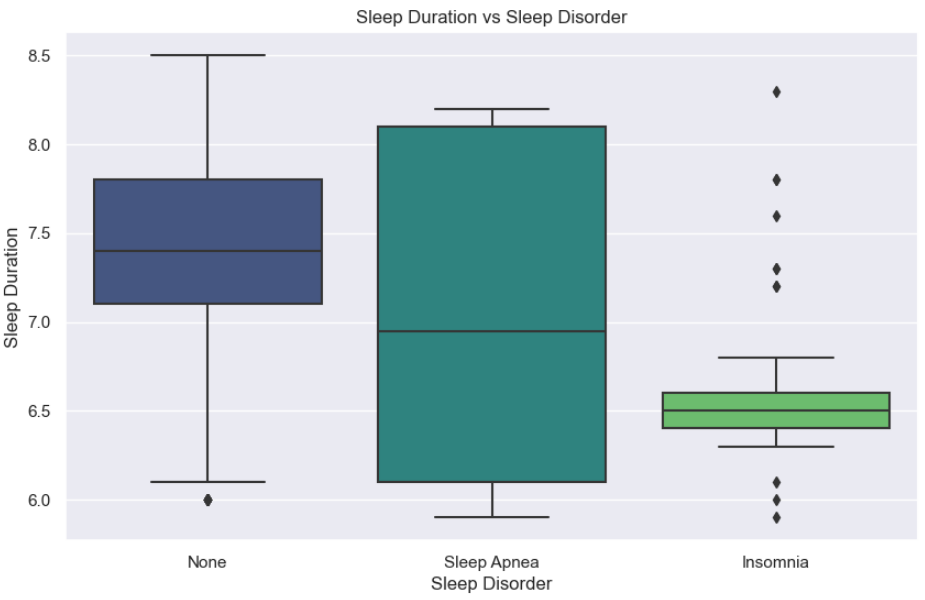 Sleep Duration vs Sleep Disorder
8.5
8.0
7.5
7.0
6.5
6.0
Sleep Duration
None
Sleep Apnea
Insomnia
Sleep Disorder